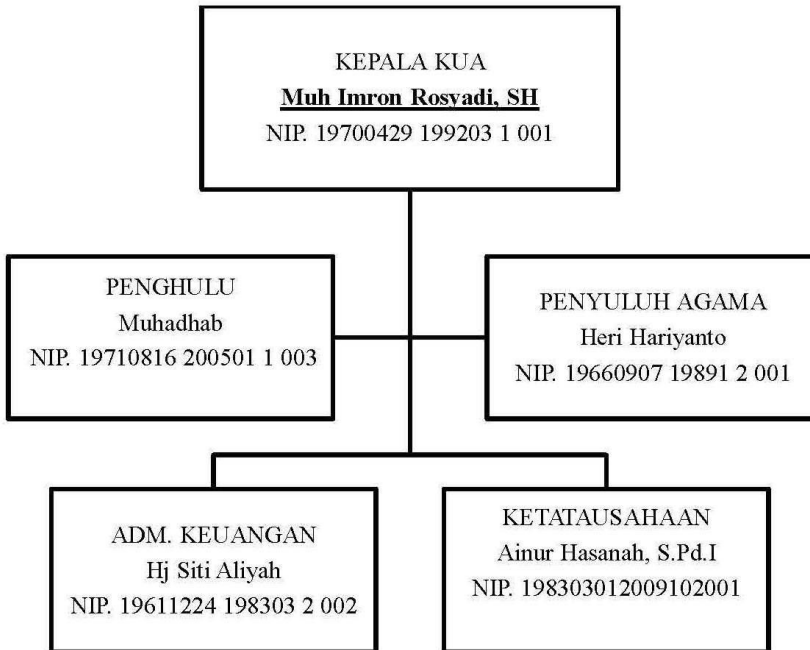 KEPALA KUA
Muh Imron Rosyadi, SH
NIP. 19700429 199203 1 001
PENGHULU
Muhadhab
NIP. 19710816 200501 1 003
PENYULUH AGAMA
Heri Hariyanto
NIP. 19660907 19891 2 001
ADM. KEUANGAN
Hj Siti Aliyah
NIP. 19611224 198303 2 002
KETATAUSAHAAN
Ainur Hasanah, S.Pd.I
NIP. 198303012009102001